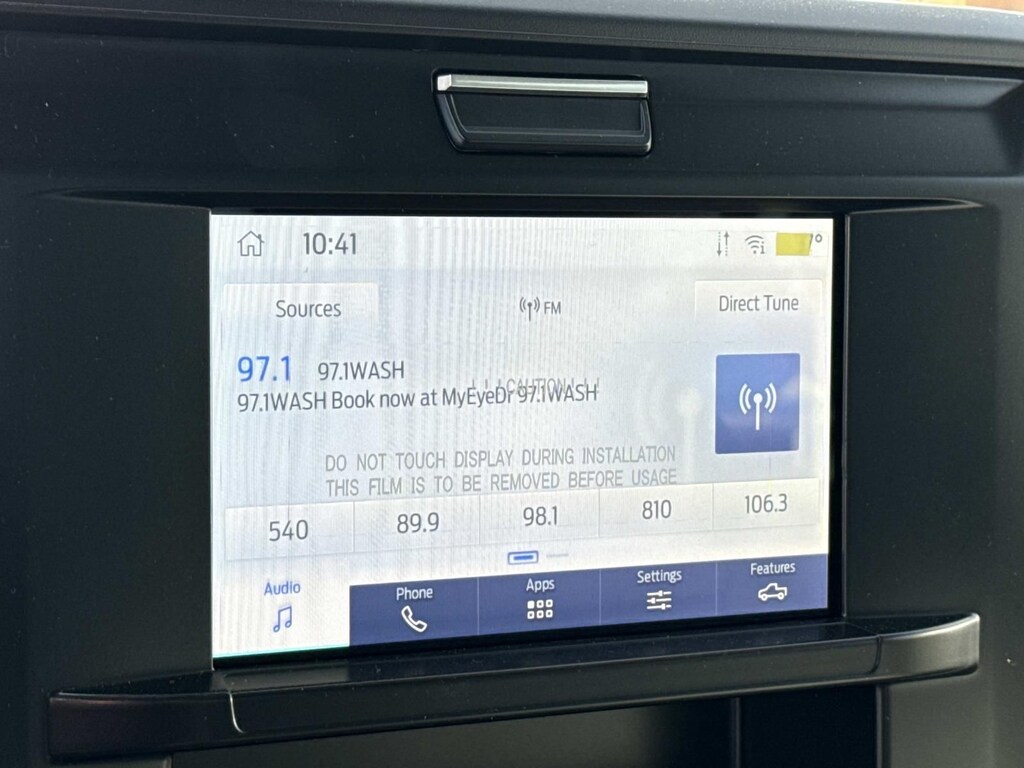 10:41
Sources
FM
Direct Tune
97.1 97.1WASH
! ! CAUTION ! !
97.1WASH Book now at MyEyeDr 97.1WASH
DO NOT TOUCH DISPLAY DURING INSTALLATION
THIS FILM IS TO BE REMOVED BEFORE USAGE
540 89.9 98.1 810 106.3
Audio Phone Apps Settings Features